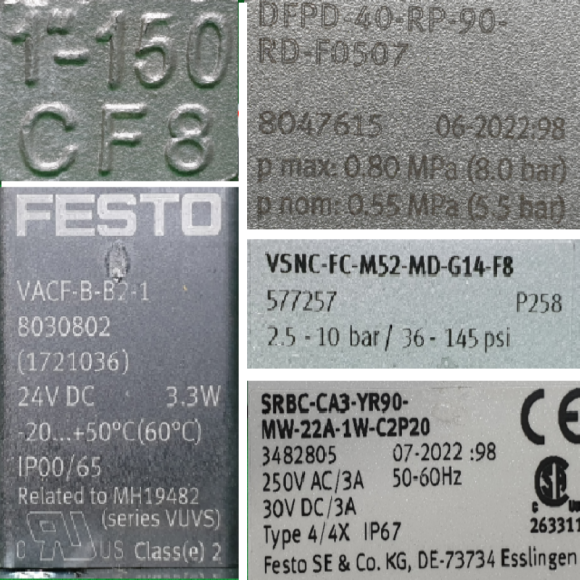 1-150
CF8
DFPD-40-RP-90-
RD-F0507
8047615 06-2022:98
p max: 0.80 MPa (8.0 bar)
p nom: 0.55 MPa (5.5 bar)
FESTO
VACF-B-B2-1
8030802
(1721036)
24V DC 3.3W
-20...+50°C(60°C)
IP00/65
Related to MH19482
(series VUVS)
C US Class(e) 2
VSNC-FC-M52-MD-G14-F8
577257 P258
2.5 - 10 bar/ 36 - 145 psi
SRBC-CA3-YR90-
MW-22A-1W-C2P20
3482805 07-2022 :98
250V AC/3A 50-60Hz
30V DC/3A
Type 4/4X IP67
Festo SE & Co. KG, DE-73734 Esslingen
CE
C US
263311